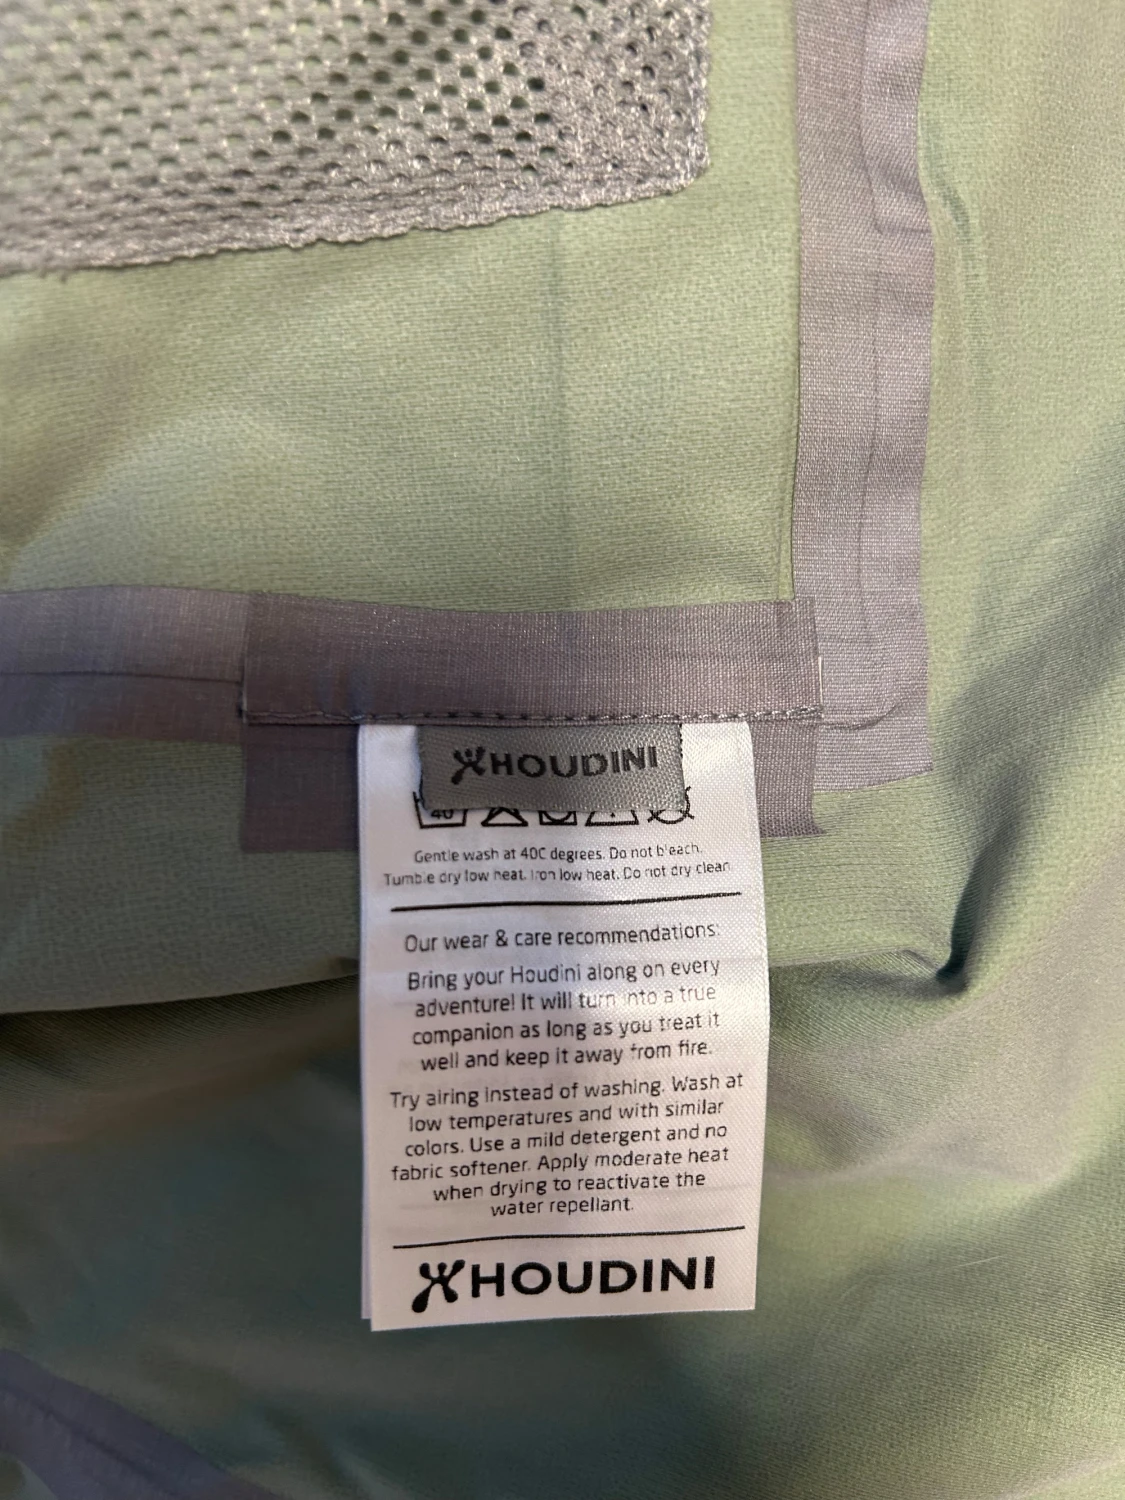 HOUDINI
40
Gentle wash at 40C degrees. Do not bleach.
Tumble dry low heat. Iron low heat. Do not dry clean.
Our wear & care recommendations:
Bring your Houdini along on every
adventure! It will turn into a true
companion as long as you treat it
well and keep it away from fire.
Try airing instead of washing. Wash at
low temperatures and with similar
colors. Use a mild detergent and no
fabric softener. Apply moderate heat
when drying to reactivate the
water repellant.
HOUDINI